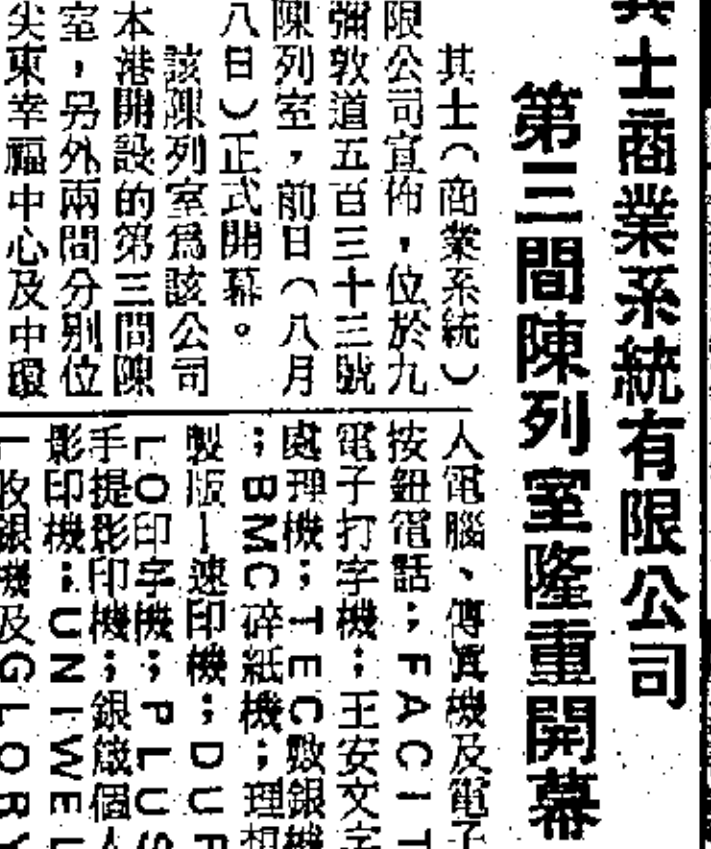 其士商業系統有限公司
第三間陳列室隆重開幕
其士（商業系統）
限公司宣佈，位於九
彌敦道五百三十三號
陳列室，前日（八月
八日）正式開幕。
該陳列室爲該公司
本港開設的第三間陳
室，另外兩間分別位
尖東幸福中心及中環
人電腦、傳眞機及電子
按鈕電話；FACIT
電子打字機；王安文字
處理機；TEC數銀機
；BMC碎紙機；理想
製版－速印機；DUP
LO印字機；PLUS
手提影印機；銀箴個人
影印機；UNIWEL
L收銀機及GLORY